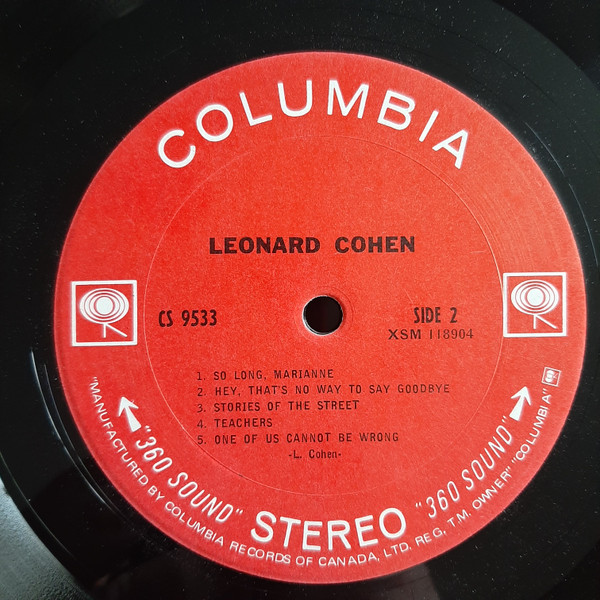 COLUMBIA
LEONARD COHEN
CS 9533
SIDE 2
XSM 118904
1. SO LONG, MARIANNE
2. HEY, THAT'S NO WAY TO SAY GOODBYE
3. STORIES OF THE STREET
4. TEACHERS
5. ONE OF US CANNOT BE WRONG
-L. Cohen-
"360 SOUND" STEREO "360 SOUND"
"MANUFACTURED BY COLUMBIA RECORDS OF CANADA, LTD. REG. T.M. OWNER" "COLUMBIA"